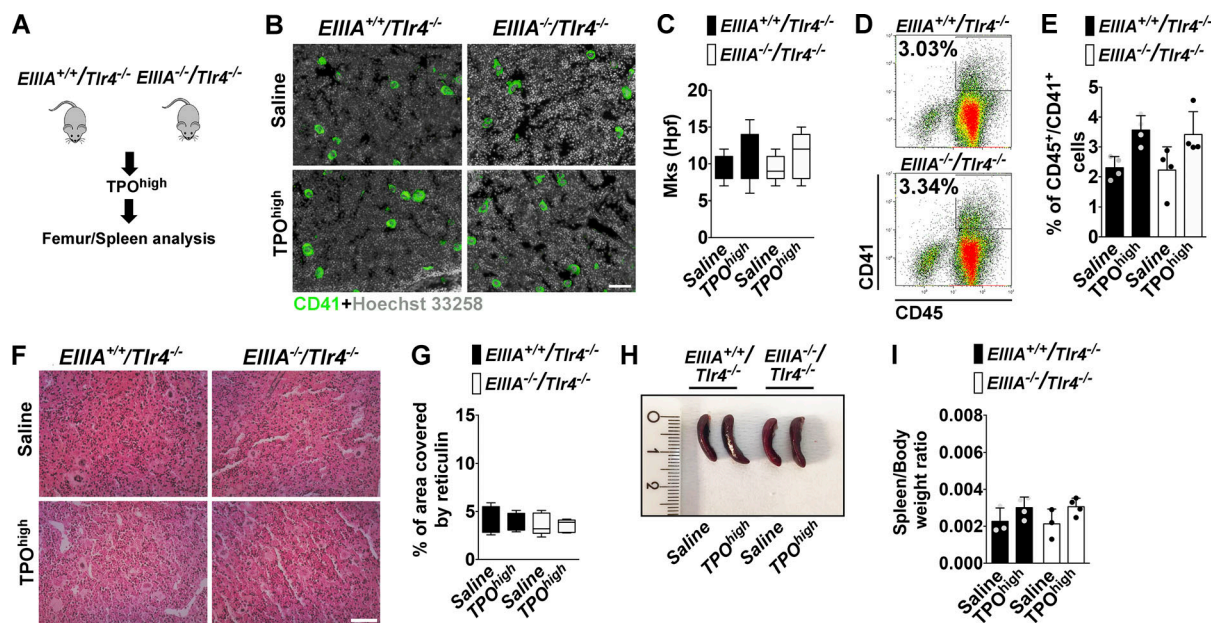 A
EIIIA+/+/Tlr4-/- EIIIA-/-/Tlr4-/-
TPOhigh
Femur/Spleen analysis
B
EIIIA+/+/Tlr4-/- EIIIA-/-/Tlr4-/-
Saline
TPOhigh
CD41+Hoechst 33258
C
EIIIA+/+/Tlr4-/-
EIIIA-/-/Tlr4-/-
Mks (Hpf)
20
15
10
5
0
Saline
TPOhigh
Saline
TPOhigh
D
EIIIA+/+/Tlr4-/-
3.03%
EIIIA-/-/Tlr4-/-
3.34%
CD41
CD45
E
EIIIA+/+/Tlr4-/-
EIIIA-/-/Tlr4-/-
% of CD45+/CD41+
cells
5
4
3
2
1
0
Saline
TPOhigh
Saline
TPOhigh
F
EIIIA+/+/Tlr4-/- EIIIA-/-/Tlr4-/-
Saline
TPOhigh
G
EIIIA+/+/Tlr4-/-
EIIIA-/-/Tlr4-/-
% of area covered
by reticulin
15
10
5
0
Saline
TPOhigh
Saline
TPOhigh
H
EIIIA+/+/
Tlr4-/-
EIIIA-/-/
Tlr4-/-
0
1
2
Saline
TPOhigh
Saline
TPOhigh
I
EIIIA+/+/Tlr4-/-
EIIIA-/-/Tlr4-/-
Spleen/Body
weight ratio
0.008
0.006
0.004
0.002
0.000
Saline
TPOhigh
Saline
TPOhigh